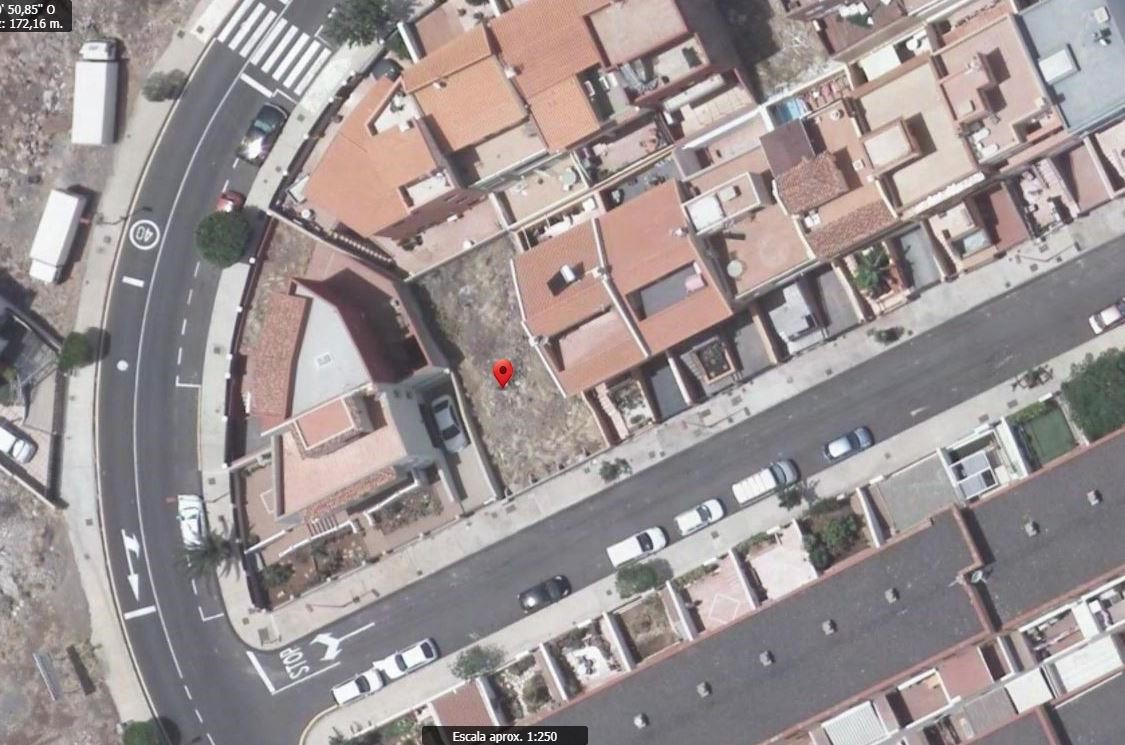 ' 50,85" O
z: 172,16 m.
40
STOP
Escala aprox. 1:250